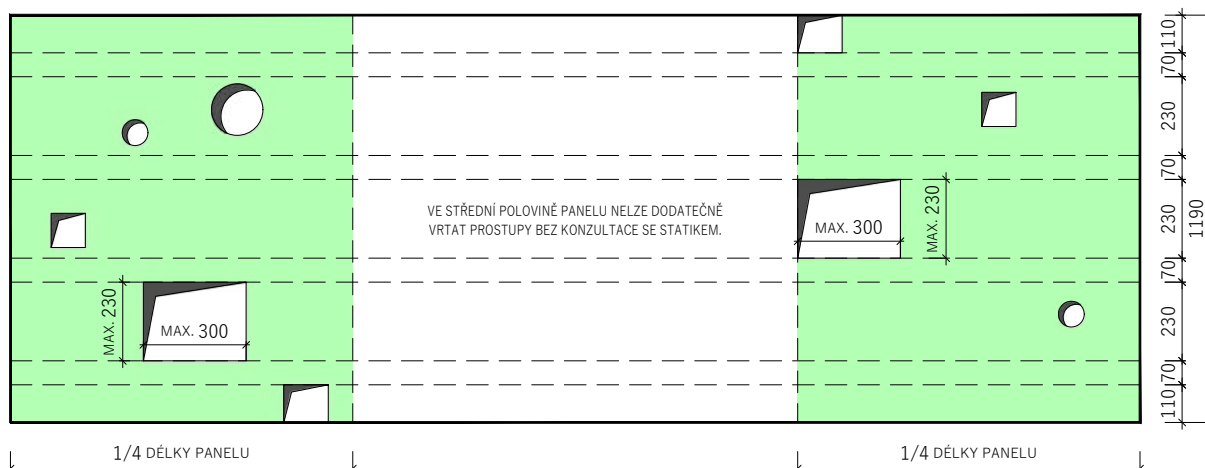 110
70
230
70
230
1190
70
230
70
110
VE STŘEDNÍ POLOVINĚ PANELU NELZE DODATEČNĚ
VRTAT PROSTUPY BEZ KONZULTACE SE STATIKEM.
MAX. 300
MAX. 230
MAX. 230
MAX. 300
1/4 DÉLKY PANELU
1/4 DÉLKY PANELU